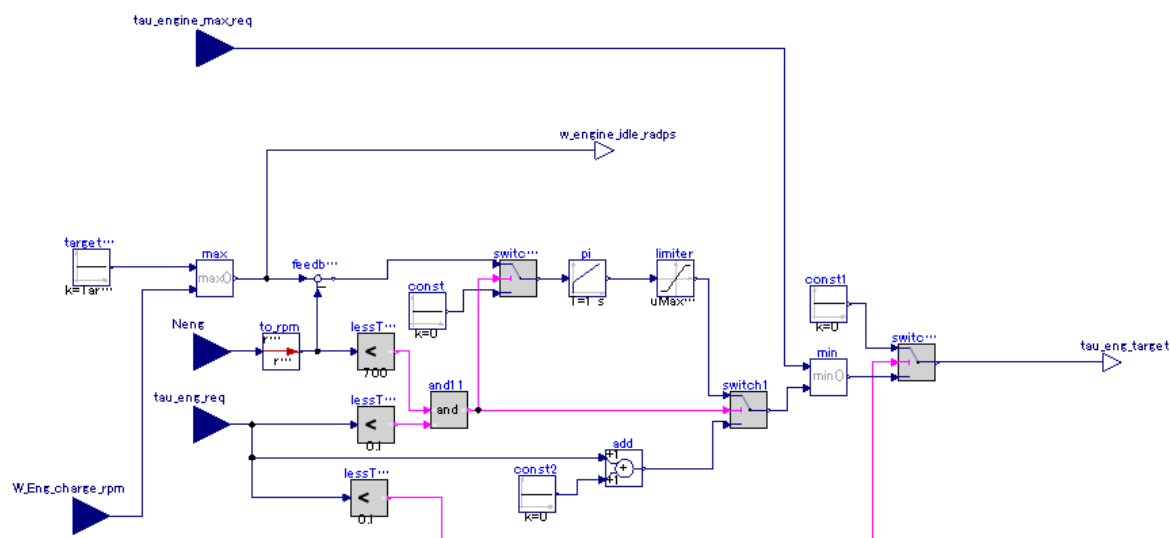 tau_engine_max_req
w_engine_idle_radps
target…
max
max()
k=Tar…
feedb…
switc…
pi
T=1 s
limiter
uMax…
const
k=0
const1
k=0
Neng
to_rpm
r…
r…
lessT…
<
700
and11
and
min
min()
switc…
tau_eng_target
tau_eng_req
lessT…
<
0.1
switch1
add
+1
+
+1
const2
k=0
W_Eng_charge_rpm
lessT…
<
0.1